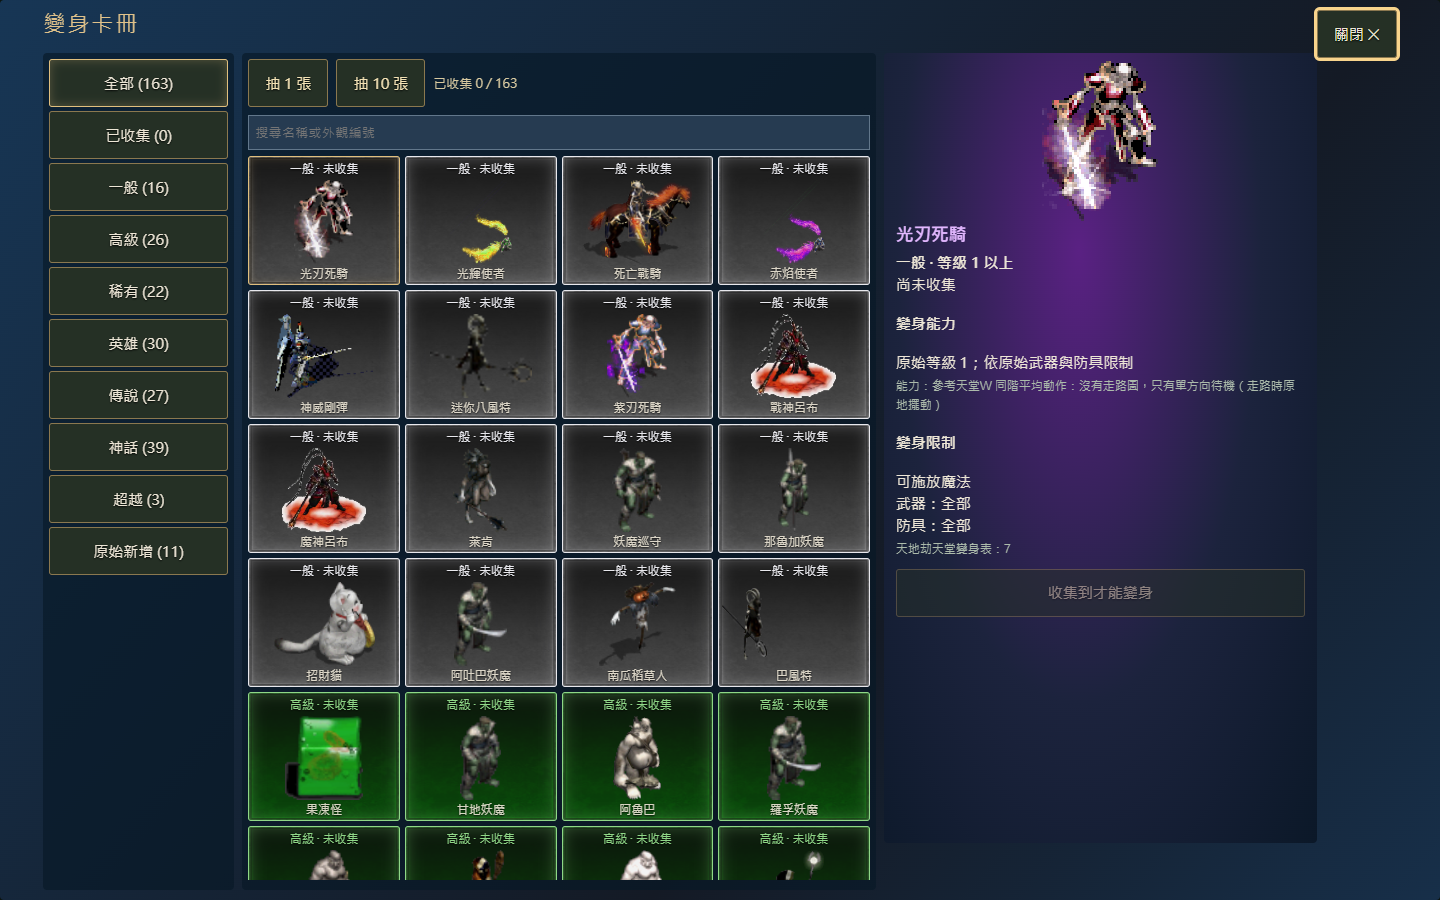 變身卡冊
關閉 ×
全部 (163)
已收集 (0)
一般 (16)
高級 (26)
稀有 (22)
英雄 (30)
傳說 (27)
神話 (39)
超越 (3)
原始新增 (11)
抽 1 張
抽 10 張
已收集 0 / 163
搜尋名稱或外觀編號
一般 · 未收集
光刃死騎
一般 · 未收集
光輝使者
一般 · 未收集
死亡戰騎
一般 · 未收集
赤焰使者
一般 · 未收集
神威剛彈
一般 · 未收集
迷你八風特
一般 · 未收集
紫刃死騎
一般 · 未收集
戰神呂布
一般 · 未收集
魔神呂布
一般 · 未收集
萊肯
一般 · 未收集
妖魔巡守
一般 · 未收集
那魯加妖魔
一般 · 未收集
招財貓
一般 · 未收集
阿吐巴妖魔
一般 · 未收集
南瓜稻草人
一般 · 未收集
巴風特
高級 · 未收集
果凍怪
高級 · 未收集
甘地妖魔
高級 · 未收集
阿魯巴
高級 · 未收集
羅孚妖魔
高級 · 未收集
高級 · 未收集
高級 · 未收集
高級 · 未收集
光刃死騎
一般 · 等級 1 以上
尚未收集
變身能力
原始等級 1；依原始武器與防具限制
能力：參考天堂W 同階平均動作：沒有走路圖，只有單方向待機（走路時原
地擺動）
變身限制
可施放魔法
武器：全部
防具：全部
天地劫天堂變身表：7
收集到才能變身